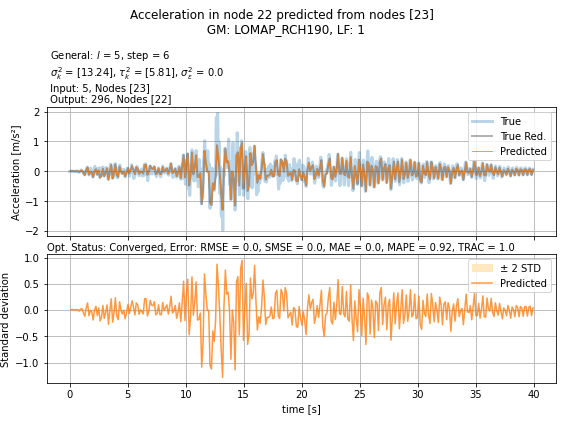 Acceleration in node 22 predicted from nodes [23]
GM: LOMAP_RCH190, LF: 1
General: l = 5, step = 6
σ²ₖ = [13.24], τ²ₖ = [5.81], σ²ε = 0.0
Input: 5, Nodes [23]
Output: 296, Nodes [22]
Acceleration [m/s²]
2
1
0
−1
−2
True
True Red.
Predicted
Opt. Status: Converged, Error: RMSE = 0.0, SMSE = 0.0, MAE = 0.0, MAPE = 0.92, TRAC = 1.0
Standard deviation
1.0
0.5
0.0
−0.5
−1.0
± 2 STD
Predicted
0 5 10 15 20 25 30 35 40
time [s]